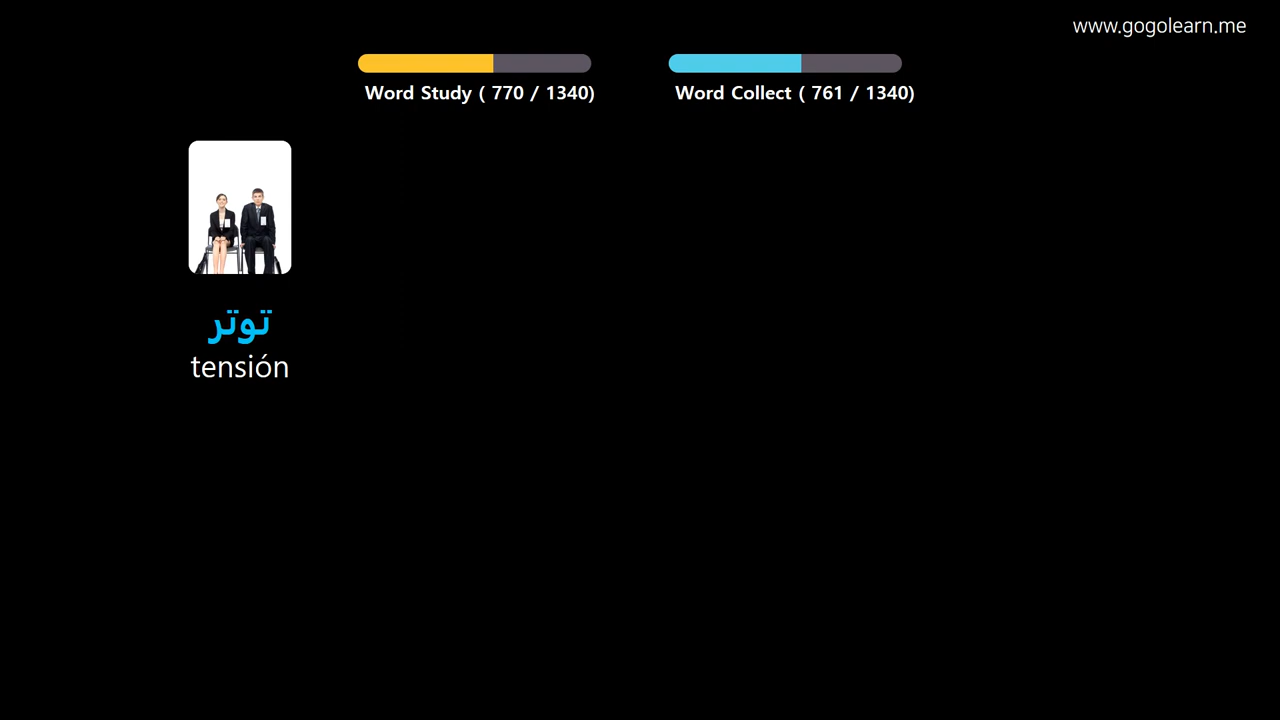 www.gogolearn.me
Word Study ( 770 / 1340)
Word Collect ( 761 / 1340)
توتر
tensión